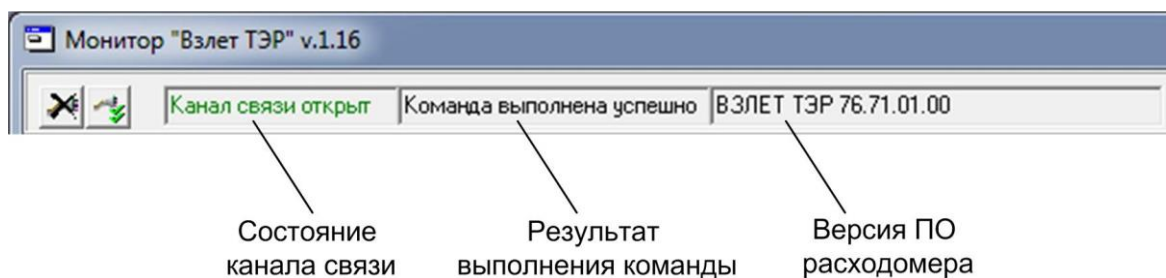 Монитор "Взлет ТЭР" v.1.16
Канал связи открыт Команда выполнена успешно ВЗЛЕТ ТЭР 76.71.01.00
Состояние канала связи
Результат выполнения команды
Версия ПО расходомера